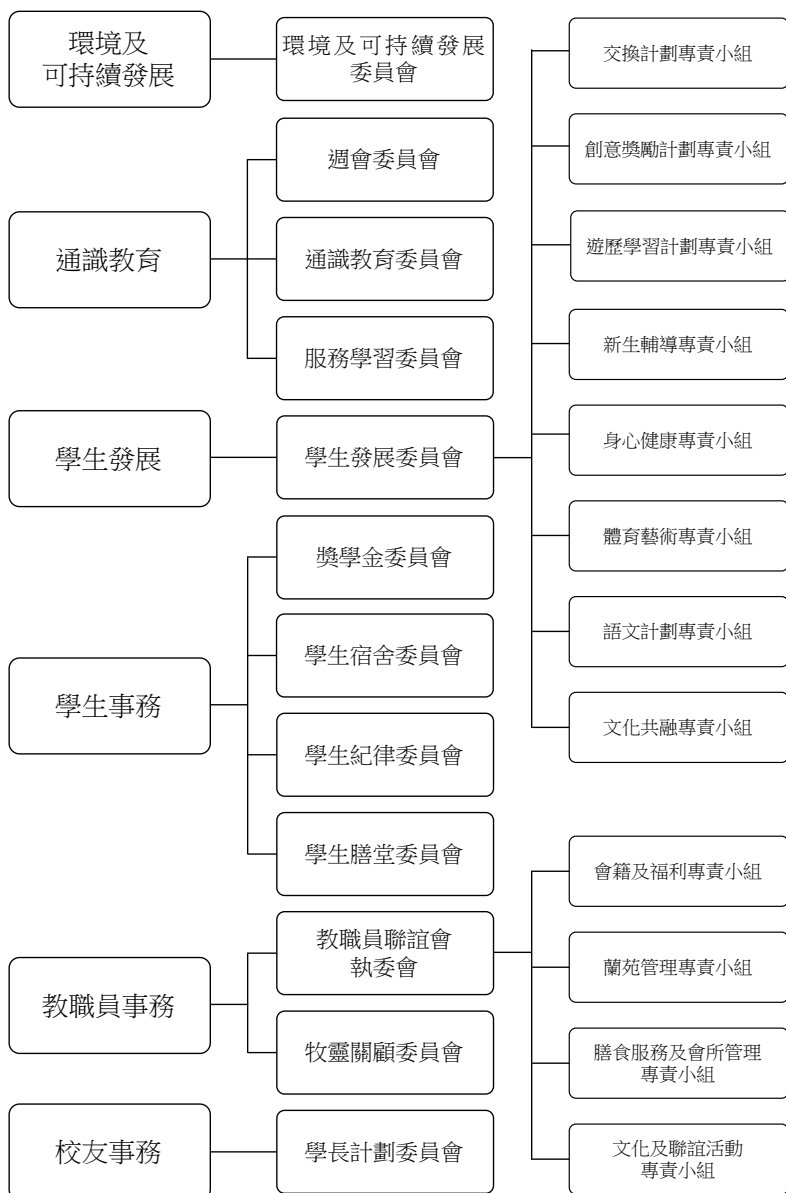 環境及
可持續發展
環境及可持續發展
委員會
通識教育
週會委員會
通識教育委員會
服務學習委員會
學生發展
學生發展委員會
交換計劃專責小組
創意獎勵計劃專責小組
遊歷學習計劃專責小組
新生輔導專責小組
身心健康專責小組
體育藝術專責小組
語文計劃專責小組
文化共融專責小組
學生事務
獎學金委員會
學生宿舍委員會
學生紀律委員會
學生膳堂委員會
教職員事務
教職員聯誼會
執委會
會籍及福利專責小組
蘭苑管理專責小組
膳食服務及會所管理
專責小組
文化及聯誼活動
專責小組
牧靈關顧委員會
校友事務
學長計劃委員會